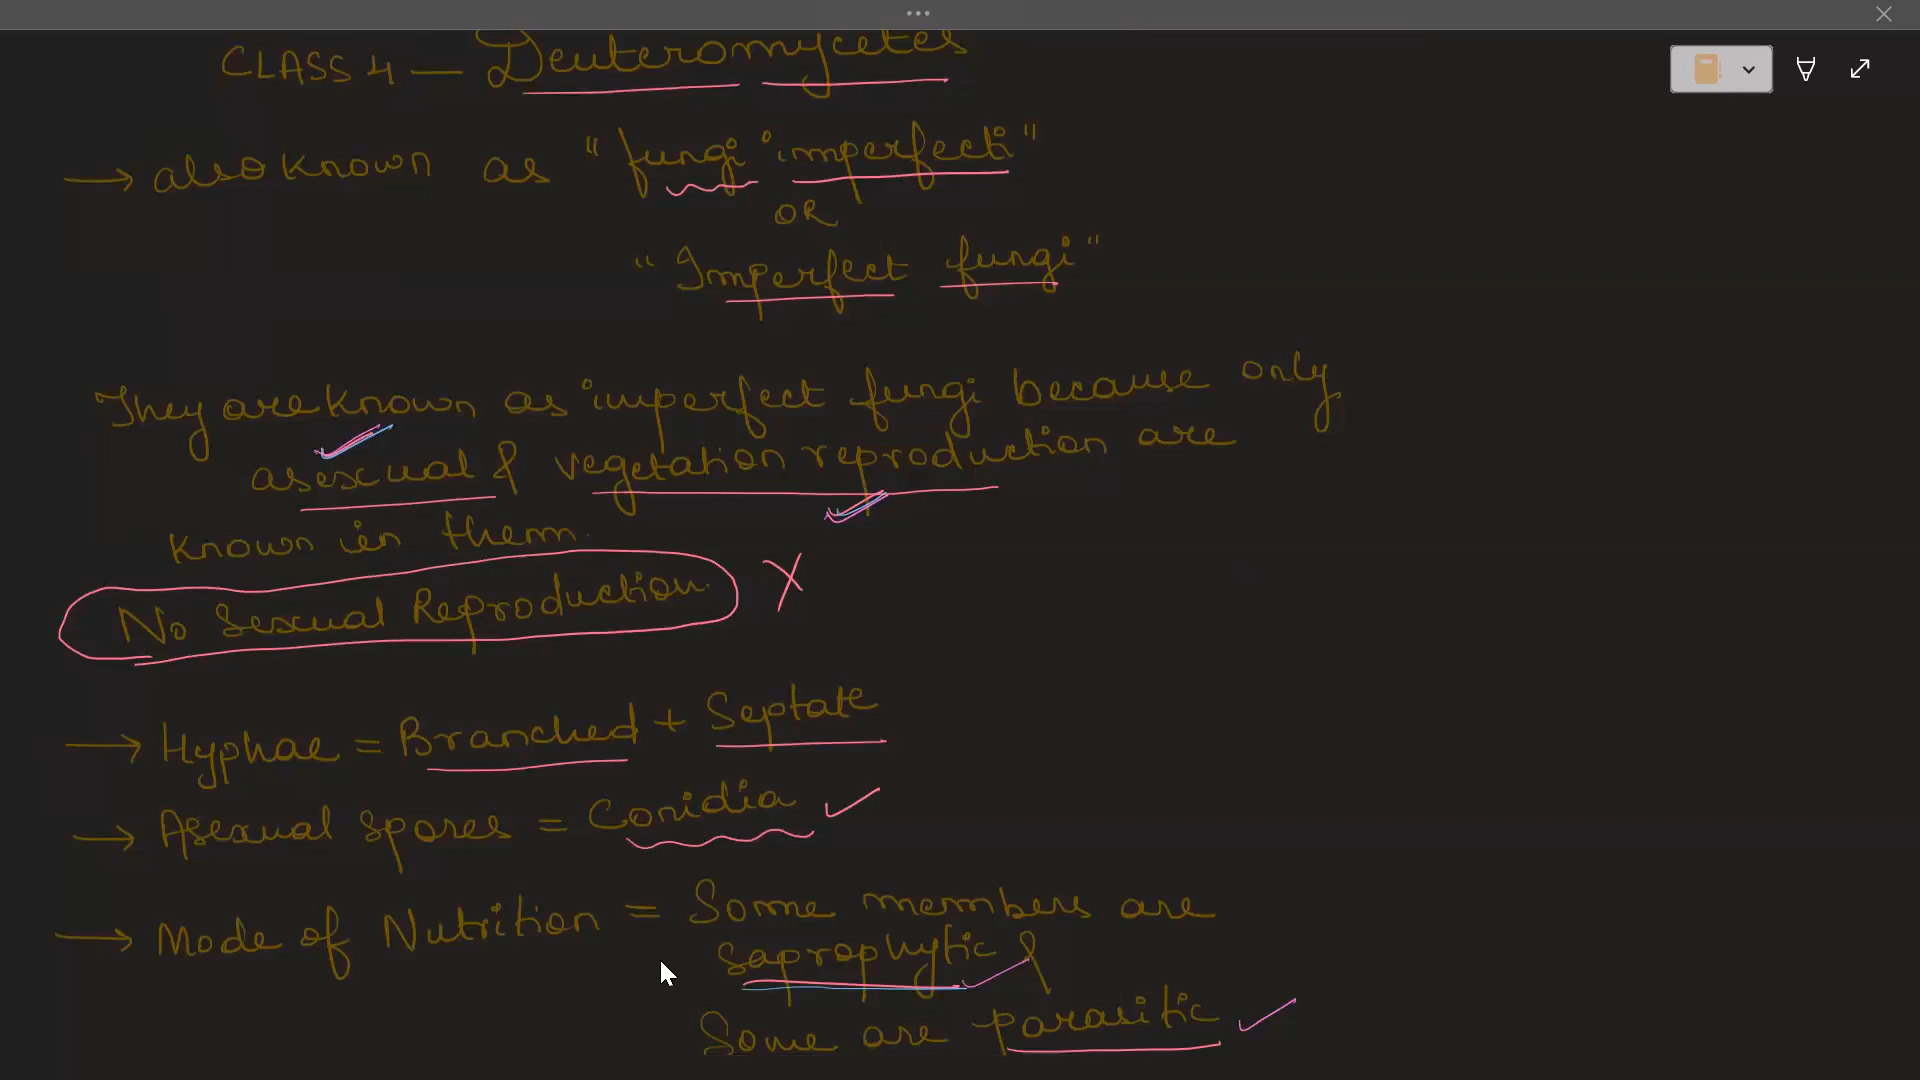 CLASS 4 — Deuteromycetes
→ also known as "fungi imperfecti"
OR
"Imperfect fungi"
They are known as imperfect fungi because only
asexual & vegetation reproduction are
known in them.
No Sexual Reproduction X
→ Hyphae = Branched + Septate
→ Asexual Spores = Conidia
→ Mode of Nutrition = Some members are
saprophytic &
Some are parasitic